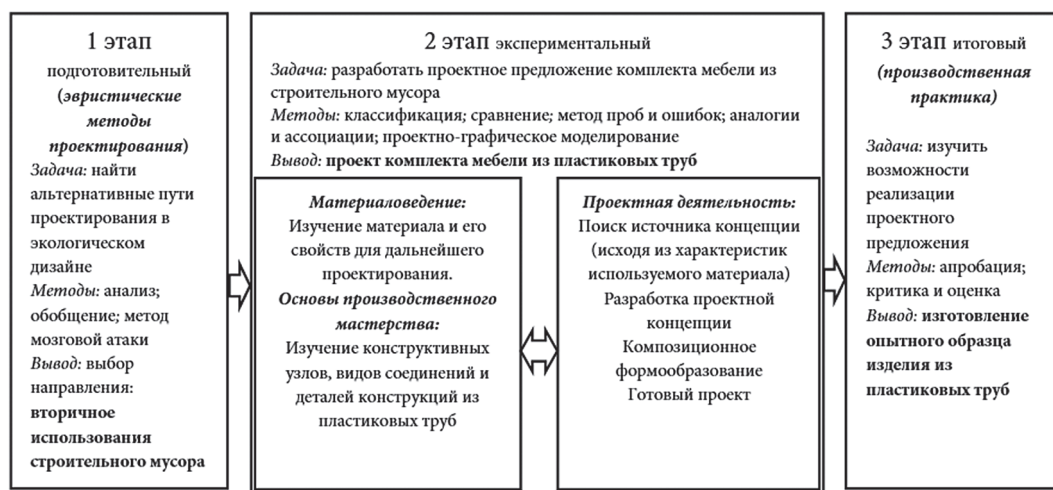 1 этап
подготовительный
(эвристические
методы
проектирования)
Задача: найти
альтернативные пути
проектирования в
экологическом
дизайне
Методы: анализ;
обобщение; метод
мозговой атаки
Вывод: выбор
направления:
вторичное
использования
строительного мусора
2 этап экспериментальный
Задача: разработать проектное предложение комплекта мебели из
строительного мусора
Методы: классификация; сравнение; метод проб и ошибок; аналогии
и ассоциации; проектно-графическое моделирование
Вывод: проект комплекта мебели из пластиковых труб
Материаловедение:
Изучение материала и его
свойств для дальнейшего
проектирования.
Основы производственного
мастерства:
Изучение конструктивных
узлов, видов соединений и
деталей конструкций из
пластиковых труб
Проектная деятельность:
Поиск источника концепции
(исходя из характеристик
используемого материала)
Разработка проектной
концепции
Композиционное
формообразование
Готовый проект
3 этап итоговый
(производственная
практика)
Задача: изучить
возможности
реализации
проектного
предложения
Методы: апробация;
критика и оценка
Вывод: изготовление
опытного образца
изделия из
пластиковых труб